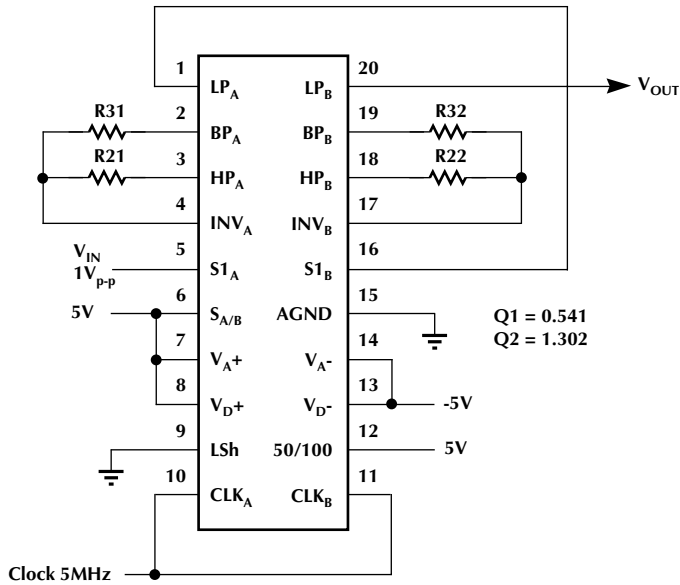 1 LP_A LP_B 20 V_OUT
R31 2 BP_A BP_B 19 R32
R21 3 HP_A HP_B 18 R22
4 INV_A INV_B 17
V_IN
1V_p-p
5 S1_A S1_B 16
5V 6 S_A/B AGND 15
Q1 = 0.541
Q2 = 1.302
7 V_A+ V_A- 14
8 V_D+ V_D- 13 -5V
9 LSh 50/100 12 5V
10 CLK_A CLK_B 11
Clock 5MHz